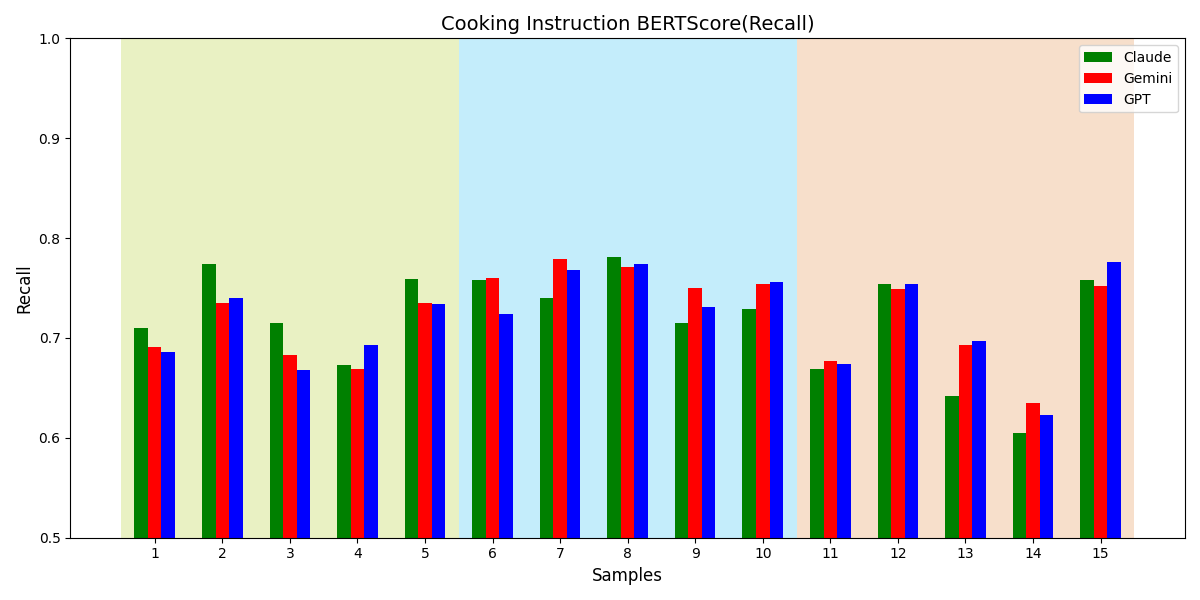 Cooking Instruction BERTScore(Recall)
1.0
0.9
0.8
0.7
0.6
0.5
Recall
Claude
Gemini
GPT
1 2 3 4 5 6 7 8 9 10 11 12 13 14 15
Samples